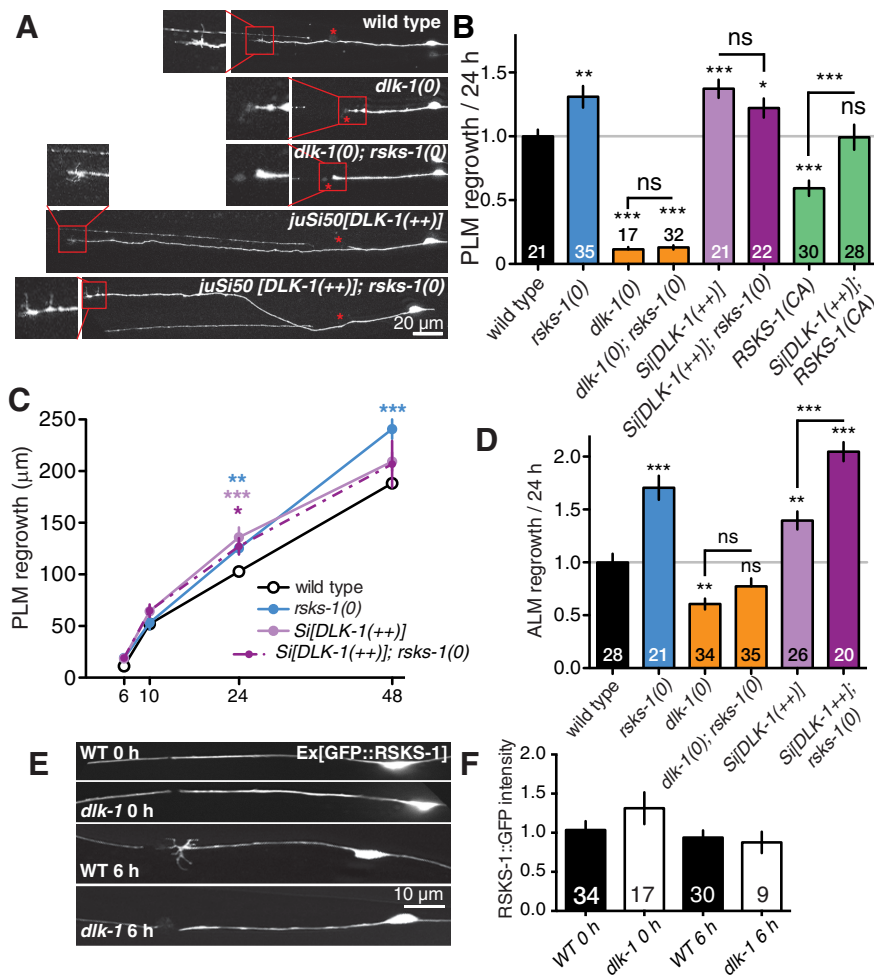 A
wild type
*
dlk-1(0)
*
dlk-1(0); rsks-1(0)
*
juSi50[DLK-1(++)]
*
juSi50 [DLK-1(++)]; rsks-1(0)
*
20 µm
B
PLM regrowth / 24 h
1.5
1.0
0.5
0
ns
ns
***
** *** * ns
*** *** ***
17 32
21 35 21 22 30 28
wild type
rsks-1(0)
dlk-1(0)
dlk-1(0); rsks-1(0)
Si[DLK-1(++)]
Si[DLK-1(++)]; rsks-1(0)
RSKS-1(CA)
Si[DLK-1(++)];
RSKS-1(CA)
C
PLM regrowth (µm)
250
200
150
100
50
0
**
***
*
***
wild type
rsks-1(0)
Si[DLK-1(++)]
Si[DLK-1(++)]; rsks-1(0)
6 10 24 48
D
ALM regrowth / 24 h
2.0
1.5
1.0
0.5
0.0
***
***
***
**
ns
** ns
28 21 34 35 26 20
wild type
rsks-1(0)
dlk-1(0)
dlk-1(0); rsks-1(0)
Si[DLK-1(++)]
Si[DLK-1++];
rsks-1(0)
E
WT 0 h
Ex[GFP::RSKS-1]
dlk-1 0 h
WT 6 h
10 µm
dlk-1 6 h
F
RSKS-1::GFP intensity
2.0
1.5
1.0
0.5
0.0
34 17 30 9
WT 0 h
dlk-1 0 h
WT 6 h
dlk-1 6 h